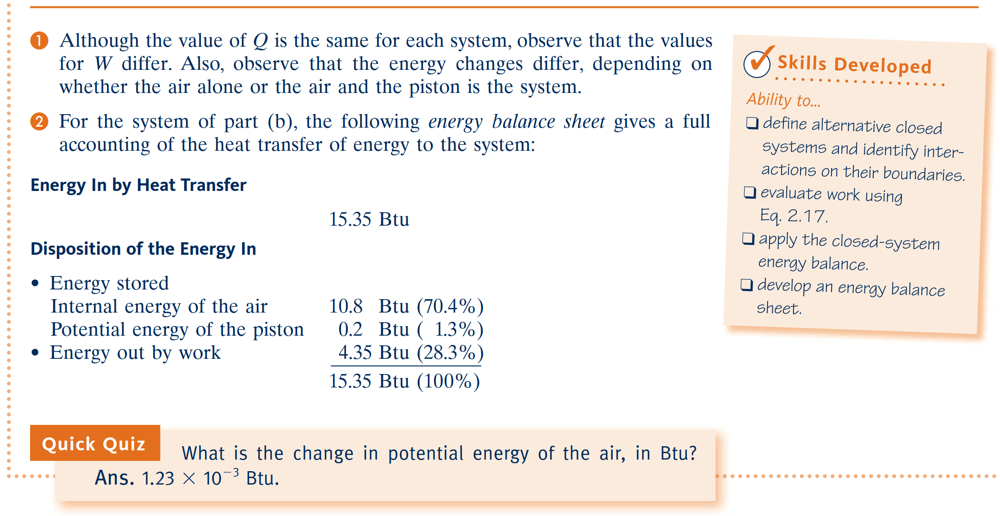 1 Although the value of Q is the same for each system, observe that the values
for W differ. Also, observe that the energy changes differ, depending on
whether the air alone or the air and the piston is the system.
2 For the system of part (b), the following energy balance sheet gives a full
accounting of the heat transfer of energy to the system:
Energy In by Heat Transfer
15.35 Btu
Disposition of the Energy In
• Energy stored
Internal energy of the air 10.8 Btu (70.4%)
Potential energy of the piston 0.2 Btu ( 1.3%)
• Energy out by work 4.35 Btu (28.3%)
15.35 Btu (100%)
✓ Skills Developed
Ability to...
❑ define alternative closed
systems and identify inter-
actions on their boundaries.
❑ evaluate work using
Eq. 2.17.
❑ apply the closed-system
energy balance.
❑ develop an energy balance
sheet.
Quick Quiz
What is the change in potential energy of the air, in Btu?
Ans. 1.23 × 10⁻³ Btu.